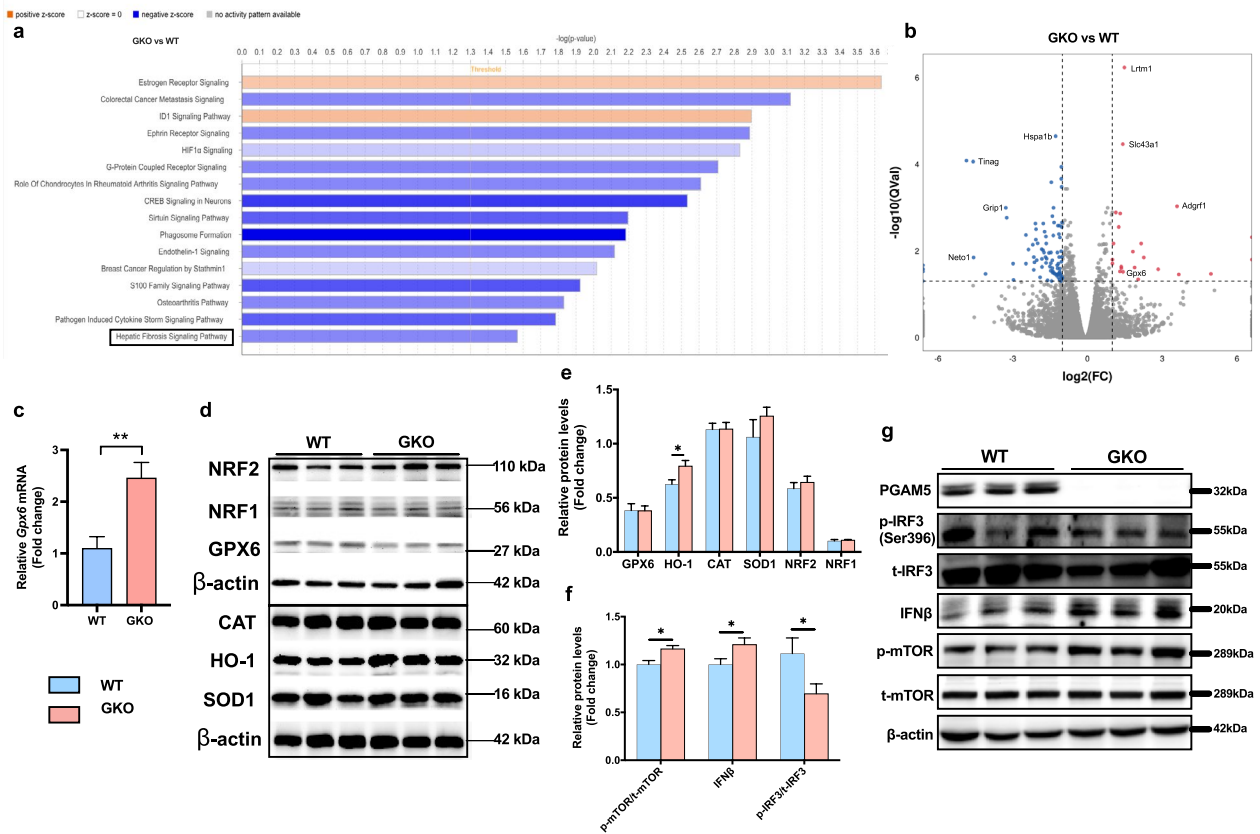 positive z-score z-score = 0 negative z-score no activity pattern available
a
GKO vs WT
-log(p-value)
0.0 0.1 0.2 0.3 0.4 0.5 0.6 0.7 0.8 0.9 1.0 1.1 1.2 1.3 1.4 1.5 1.6 1.7 1.8 1.9 2.0 2.1 2.2 2.3 2.4 2.5 2.6 2.7 2.8 2.9 3.0 3.1 3.2 3.3 3.4 3.5 3.6
Threshold
Estrogen Receptor Signaling
Colorectal Cancer Metastasis Signaling
ID1 Signaling Pathway
Ephrin Receptor Signaling
HIF1α Signaling
G-Protein Coupled Receptor Signaling
Role Of Chondrocytes In Rheumatoid Arthritis Signaling Pathway
CREB Signaling in Neurons
Sirtuin Signaling Pathway
Phagosome Formation
Endothelin-1 Signaling
Breast Cancer Regulation by Stathmin1
S100 Family Signaling Pathway
Osteoarthritis Pathway
Pathogen Induced Cytokine Storm Signaling Pathway
Hepatic Fibrosis Signaling Pathway
b
GKO vs WT
-log10(QVal)
6
4
2
0
Lrtm1
Hspa1b
Slc43a1
Tinag
Grip1
Adgrf1
Neto1
Gpx6
-6 -3 0 3 6
log2(FC)
c
Relative Gpx6 mRNA
(Fold change)
3
2
1
0
**
WT GKO
WT
GKO
d
WT GKO
NRF2 110 kDa
NRF1 56 kDa
GPX6 27 kDa
β-actin 42 kDa
CAT 60 kDa
HO-1 32 kDa
SOD1 16 kDa
β-actin 42 kDa
e
Relative protein levels
(Fold change)
1.5
1.0
0.5
0.0
*
GPX6 HO-1 CAT SOD1 NRF2 NRF1
f
Relative protein levels
(Fold change)
1.5
1.0
0.5
0.0
* * *
p-mTOR/t-mTOR IFNβ p-IRF3/t-IRF3
g
WT GKO
PGAM5 32kDa
p-IRF3
(Ser396) 55kDa
t-IRF3 55kDa
IFNβ 20kDa
p-mTOR 289kDa
t-mTOR 289kDa
β-actin 42kDa